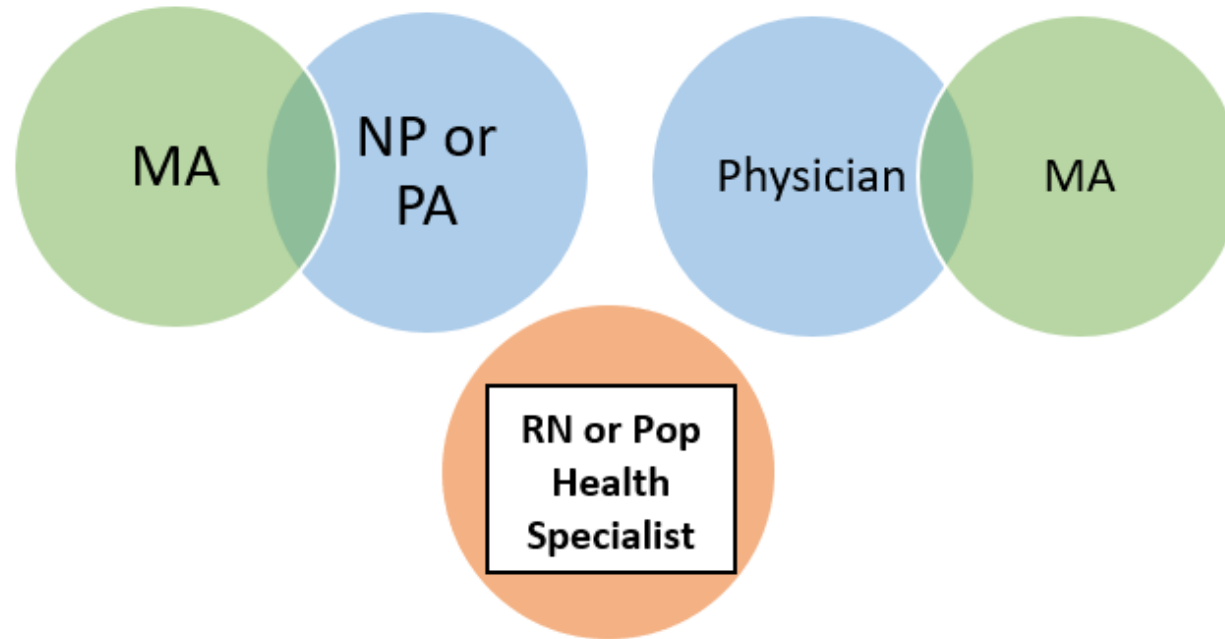 MA
NP or
PA
Physician
MA
RN or Pop
Health
Specialist